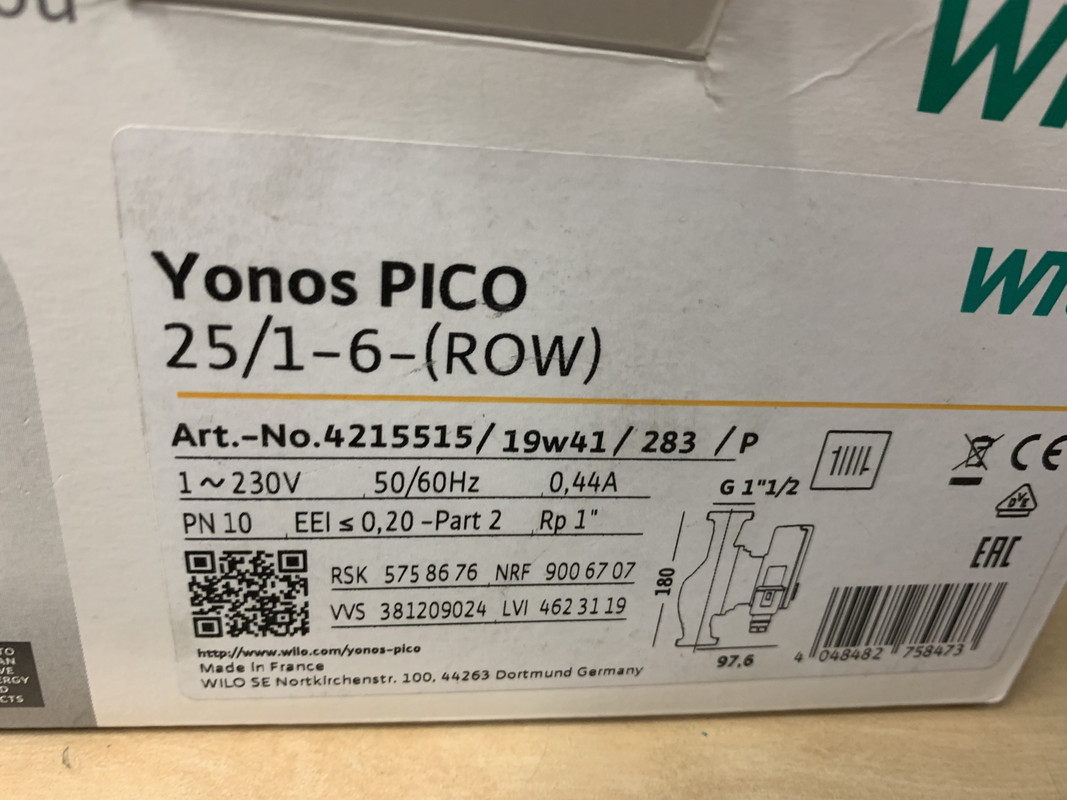 Yonos PICO
25/1-6-(ROW)
Art.-No.4215515/ 19w41 / 283 /P
1~230V 50/60Hz 0,44A
G 1"1/2
PN 10 EEI ≤ 0,20 -Part 2 Rp 1"
RSK 575 86 76 NRF 900 67 07
VVS 381209024 LVI 462 31 19
180
97,6
CE
DVE
EAC
4 048482 758473
http://www.wilo.com/yonos-pico
Made in France
WILO SE Nortkirchenstr. 100, 44263 Dortmund Germany